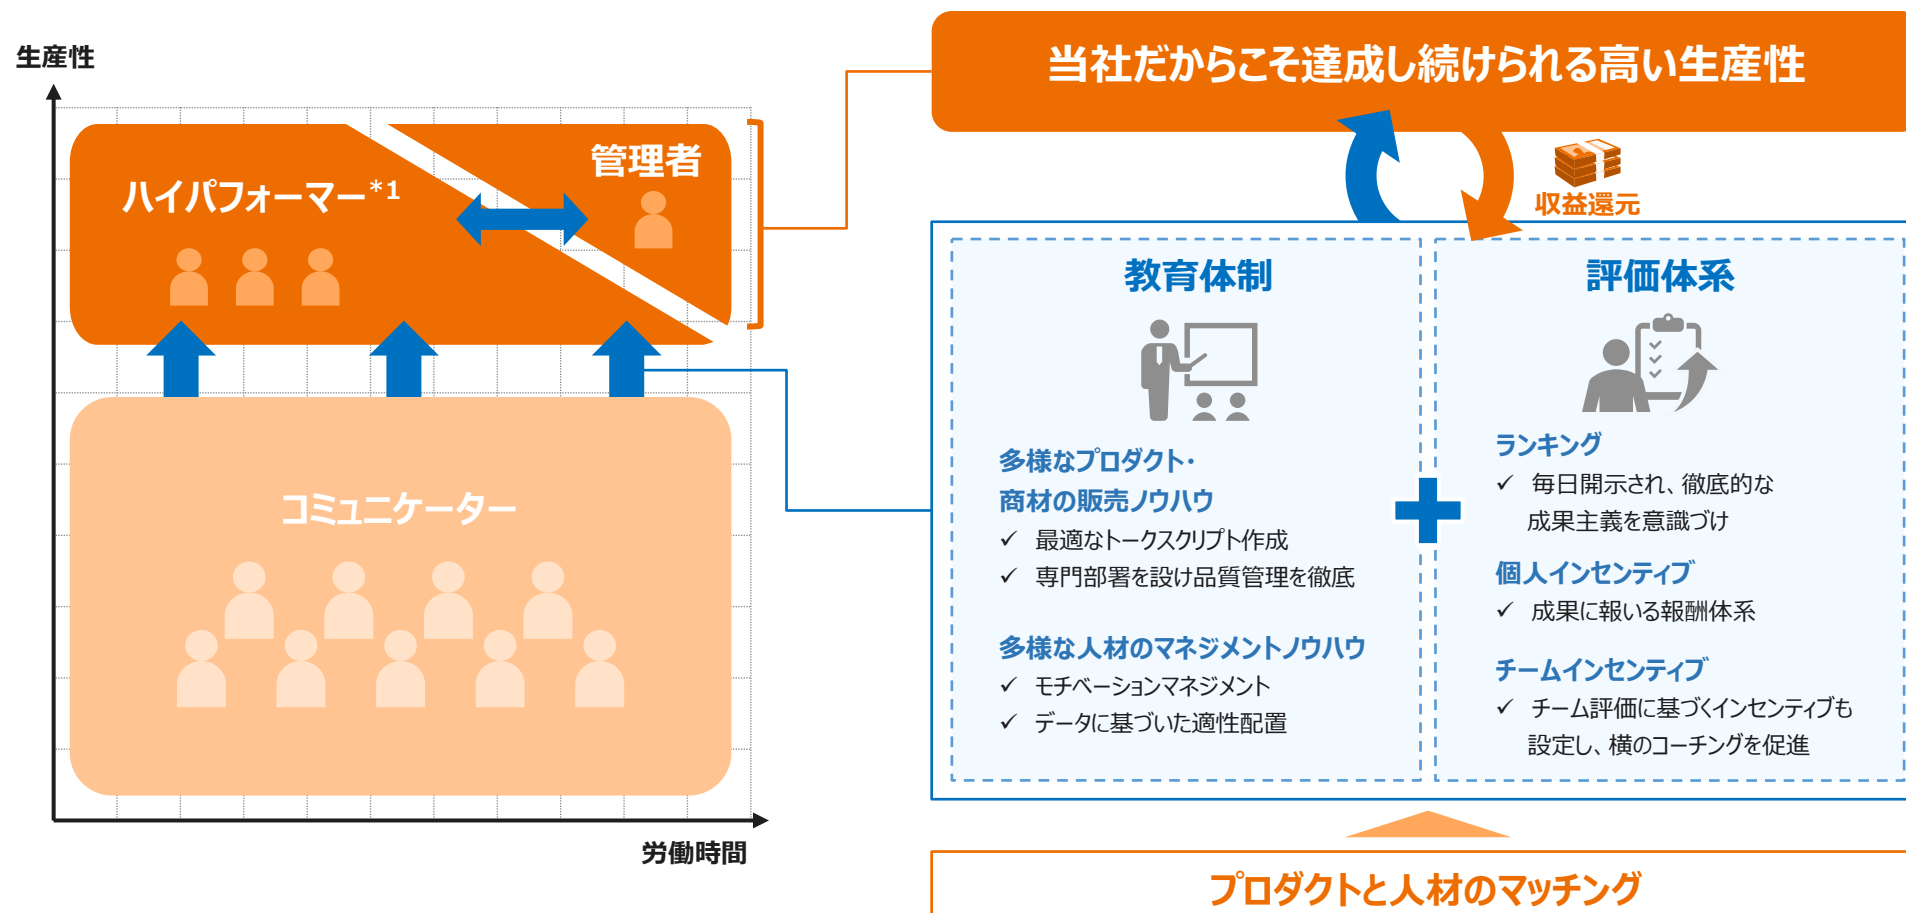 生産性
ハイパフォーマー*1
管理者
コミュニケーター
労働時間
当社だからこそ達成し続けられる高い生産性
収益還元
教育体制
多様なプロダクト・
商材の販売ノウハウ
✓ 最適なトークスクリプト作成
✓ 専門部署を設け品質管理を徹底
多様な人材のマネジメントノウハウ
✓ モチベーションマネジメント
✓ データに基づいた適性配置
評価体系
ランキング
✓ 毎日開示され、徹底的な
成果主義を意識づけ
個人インセンティブ
✓ 成果に報いる報酬体系
チームインセンティブ
✓ チーム評価に基づくインセンティブも
設定し、横のコーチングを促進
プロダクトと人材のマッチング